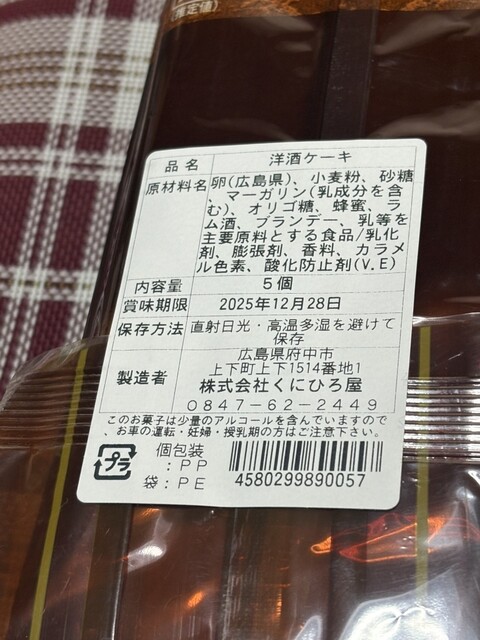 (推定値)
品名 洋酒ケーキ
原材料名 卵(広島県)、小麦粉、砂糖
、マーガリン(乳成分を含
む)、オリゴ糖、蜂蜜、ラ
ム酒、ブランデー、乳等を
主要原料とする食品/乳化
剤、膨張剤、香料、カラメ
ル色素、酸化防止剤(V.E)
内容量 5個
賞味期限 2025年12月28日
保存方法 直射日光・高温多湿を避けて
保存
製造者 広島県府中市
上下町上下1514番地1
株式会社くにひろ屋
0847-62-2449
このお菓子は少量のアルコールを含んでいますので
、お車の運転・妊婦・授乳期の方はご注意下さい。
プラ
個包装
:PP
袋:PE
4580299890057